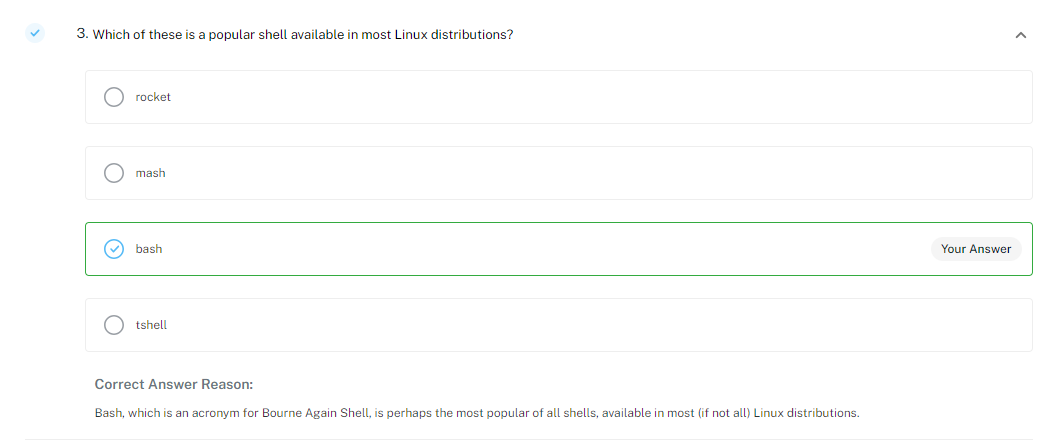 3. Which of these is a popular shell available in most Linux distributions?
rocket
mash
bash
Your Answer
tshell
Correct Answer Reason:
Bash, which is an acronym for Bourne Again Shell, is perhaps the most popular of all shells, available in most (if not all) Linux distributions.